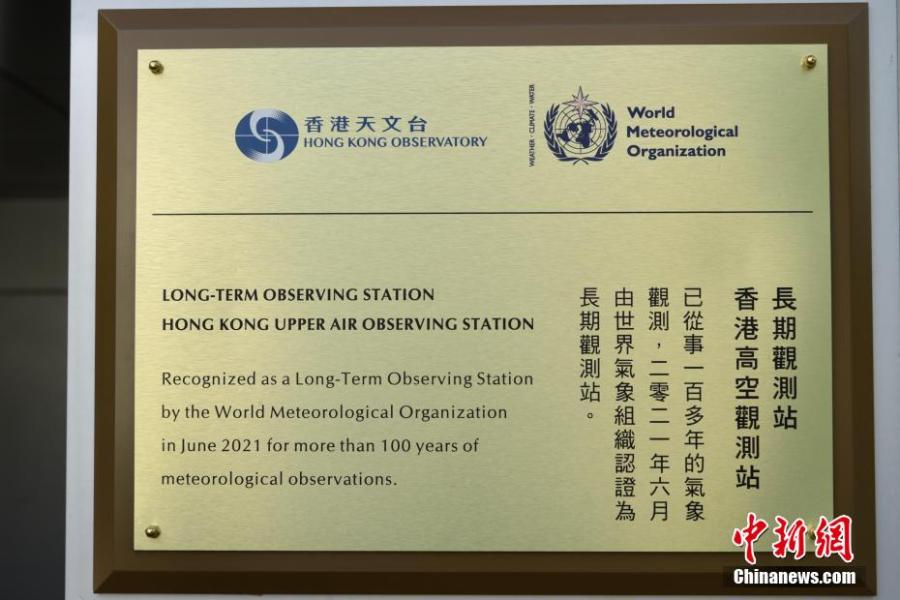 香港天文台
HONG KONG OBSERVATORY
WEATHER · CLIMATE · WATER
World
Meteorological
Organization
LONG-TERM OBSERVING STATION
HONG KONG UPPER AIR OBSERVING STATION
Recognized as a Long-Term Observing Station
by the World Meteorological Organization
in June 2021 for more than 100 years of
meteorological observations.
長期觀測站
香港高空觀測站
已從事一百多年的氣象
觀測，二零二一年六月
由世界氣象組織認證為
長期觀測站。
中新網
Chinanews.com